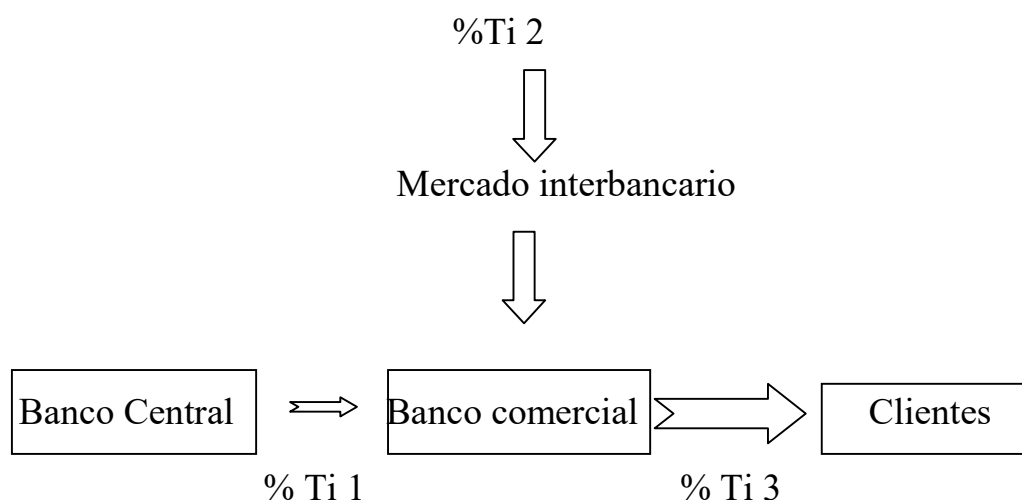 %Ti 2
Mercado interbancario
Banco Central
Banco comercial
Clientes
% Ti 1
% Ti 3